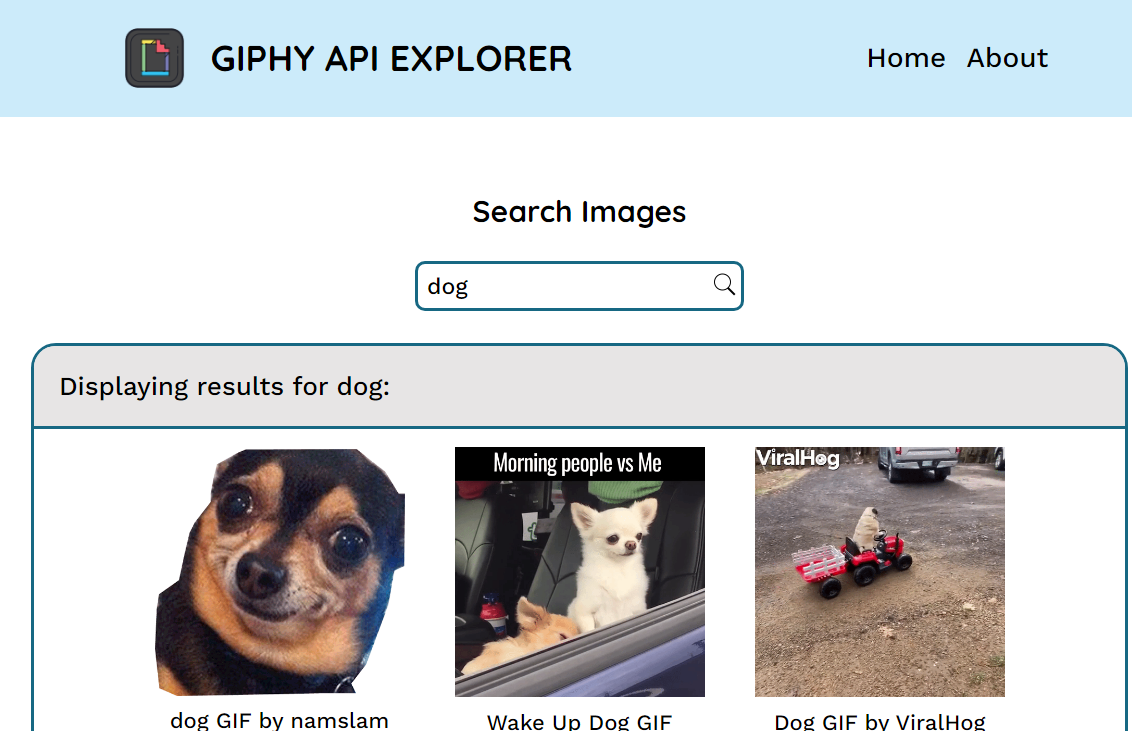 GIPHY API EXPLORER
Home About
Search Images
dog
Displaying results for dog:
Morning people vs Me
ViralHog
dog GIF by namslam
Wake Up Dog GIF
Dog GIF by ViralHog